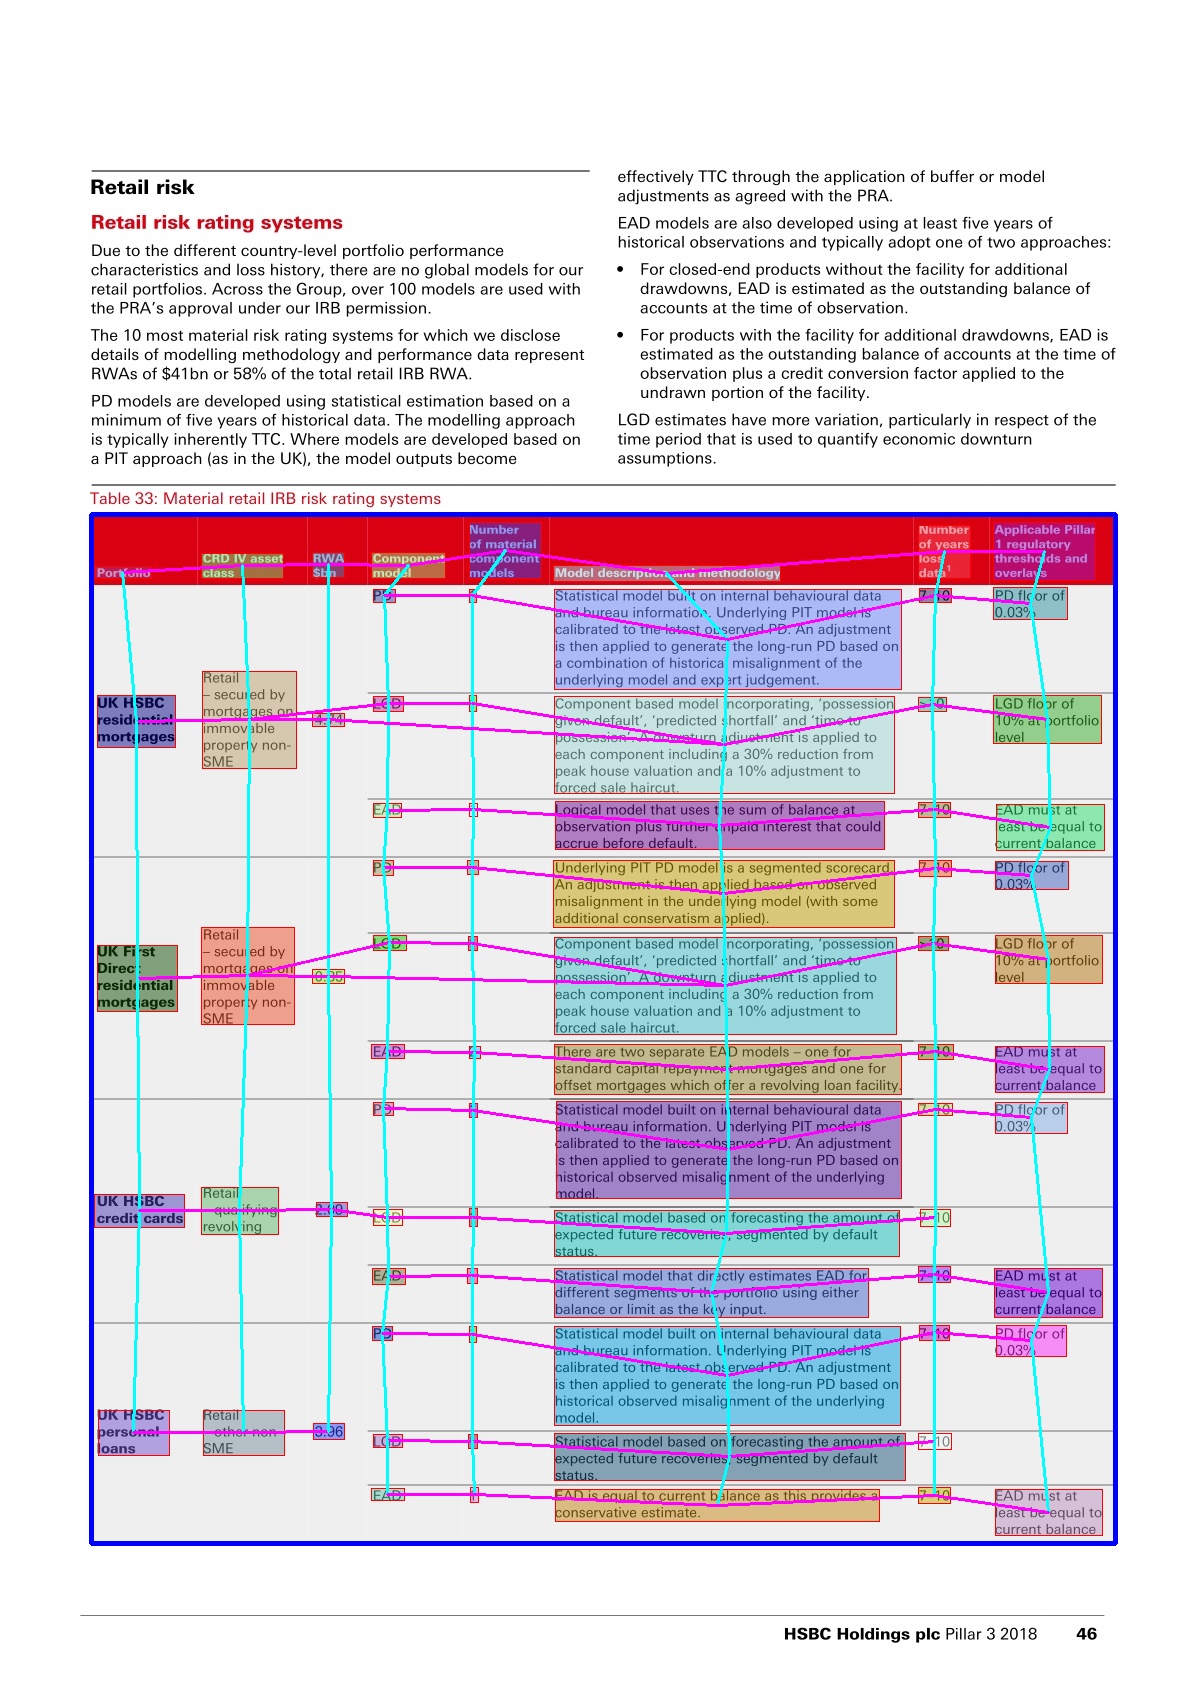 Retail risk
Retail risk rating systems
Due to the different country-level portfolio performance
characteristics and loss history, there are no global models for our
retail portfolios. Across the Group, over 100 models are used with
the PRA's approval under our IRB permission.
The 10 most material risk rating systems for which we disclose
details of modelling methodology and performance data represent
RWAs of $41bn or 58% of the total retail IRB RWA.
PD models are developed using statistical estimation based on a
minimum of five years of historical data. The modelling approach
is typically inherently TTC. Where models are developed based on
a PIT approach (as in the UK), the model outputs become
effectively TTC through the application of buffer or model
adjustments as agreed with the PRA.
EAD models are also developed using at least five years of
historical observations and typically adopt one of two approaches:
• For closed-end products without the facility for additional
drawdowns, EAD is estimated as the outstanding balance of
accounts at the time of observation.
• For products with the facility for additional drawdowns, EAD is
estimated as the outstanding balance of accounts at the time of
observation plus a credit conversion factor applied to the
undrawn portion of the facility.
LGD estimates have more variation, particularly in respect of the
time period that is used to quantify economic downturn
assumptions.
Table 33: Material retail IRB risk rating systems
Portfolio
CRD IV asset
class
RWA
$bn
Component
model
Number
of material
component
models
Model description and methodology
Number
of years
loss
data1
Applicable Pillar
1 regulatory
thresholds and
overlays
UK HSBC
residential
mortgages
Retail
– secured by
mortgages on
immovable
property non-
SME
PD
Statistical model built on internal behavioural data
and bureau information. Underlying PIT model is
calibrated to the latest observed PD. An adjustment
is then applied to generate the long-run PD based on
a combination of historical misalignment of the
underlying model and expert judgement.
7–10
PD floor of
0.03%
LGD
Component based model incorporating, 'possession
given default', 'predicted shortfall' and 'time to
possession'. A downturn adjustment is applied to
each component including a 30% reduction from
peak house valuation and a 10% adjustment to
forced sale haircut.
>10
LGD floor of
10% at portfolio
level
EAD
Logical model that uses the sum of balance at
observation plus further unpaid interest that could
accrue before default.
7–10
EAD must at
least be equal to
current balance
UK First
Direct
residential
mortgages
Retail
– secured by
mortgages on
immovable
property non-
SME
PD
Underlying PIT PD model is a segmented scorecard.
An adjustment is then applied based on observed
misalignment in the underlying model (with some
additional conservatism applied).
7–10
PD floor of
0.03%
LGD
Component based model incorporating, 'possession
given default', 'predicted shortfall' and 'time to
possession'. A downturn adjustment is applied to
each component including a 30% reduction from
peak house valuation and a 10% adjustment to
forced sale haircut.
>10
LGD floor of
10% at portfolio
level
EAD
There are two separate EAD models – one for
standard capital repayment mortgages and one for
offset mortgages which offer a revolving loan facility.
7–10
EAD must at
least be equal to
current balance
UK HSBC
credit cards
Retail
– qualifying
revolving
PD
Statistical model built on internal behavioural data
and bureau information. Underlying PIT model is
calibrated to the latest observed PD. An adjustment
is then applied to generate the long-run PD based on
historical observed misalignment of the underlying
model.
7–10
PD floor of
0.03%
LGD
Statistical model based on forecasting the amount of
expected future recoveries, segmented by default
status.
7–10
EAD
Statistical model that directly estimates EAD for
different segments of the portfolio using either
balance or limit as the key input.
7–10
EAD must at
least be equal to
current balance
UK HSBC
personal
loans
Retail
– other non-
SME
3.96
PD
Statistical model built on internal behavioural data
and bureau information. Underlying PIT model is
calibrated to the latest observed PD. An adjustment
is then applied to generate the long-run PD based on
historical observed misalignment of the underlying
model.
7–10
PD floor of
0.03%
LGD
Statistical model based on forecasting the amount of
expected future recoveries, segmented by default
status.
7–10
EAD
1
EAD is equal to current balance as this provides a
conservative estimate.
7–10
EAD must at
least be equal to
current balance
HSBC Holdings plc Pillar 3 2018 46